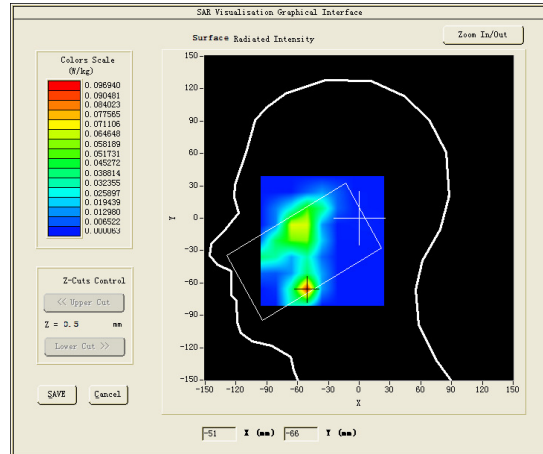 SAR Visualisation Graphical Interface
Surface Radiated Intensity
Zoom In/Out
Colors Scale
(W/kg)
0.096940
0.090481
0.084023
0.077565
0.071106
0.064648
0.058189
0.051731
0.045272
0.038814
0.032355
0.025897
0.019439
0.012980
0.006522
0.000063
150-
120-
90-
60-
30-
0-
-30-
-60-
-90-
-120-
-150-
Y
-150 -120 -90 -60 -30 0 30 60 90 120 150
X
Z-Cuts Control
<< Upper Cut
Z = 0.5 mm
Lower Cut >>
SAVE Cancel
-51 X (mm) -66 Y (mm)